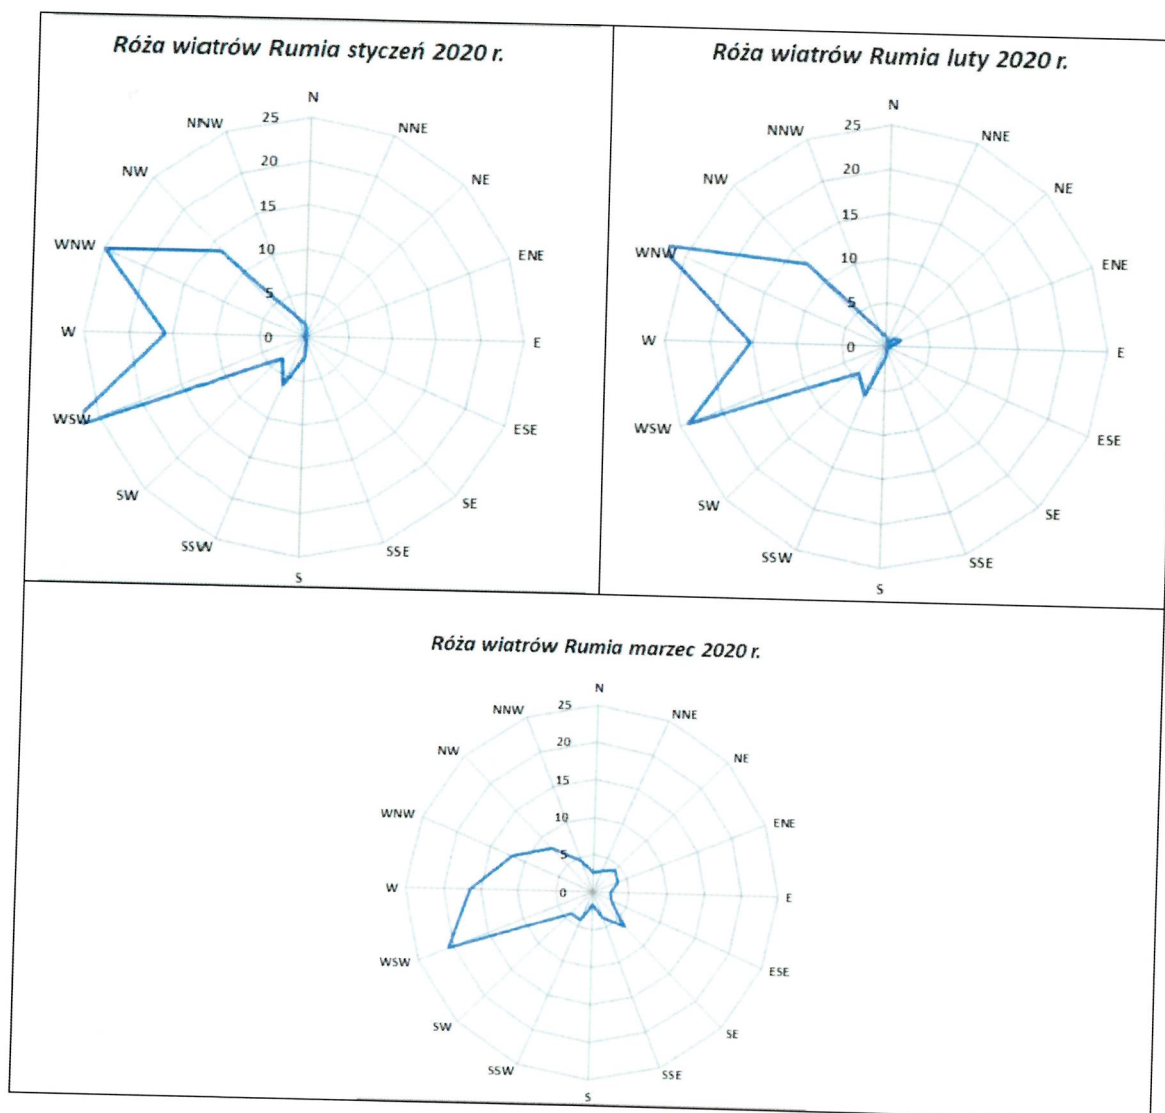 Róża wiatrów Rumia styczeń 2020 r.
N
NNE
NE
ENE
E
ESE
SE
SSE
S
SSW
SW
WSW
W
WNW
NW
NNW
25
20
15
10
5
0
Róża wiatrów Rumia luty 2020 r.
N
NNE
NE
ENE
E
ESE
SE
SSE
S
SSW
SW
WSW
W
WNW
NW
NNW
25
20
15
10
5
0
Róża wiatrów Rumia marzec 2020 r.
N
NNE
NE
ENE
E
ESE
SE
SSE
S
SSW
SW
WSW
W
WNW
NW
NNW
25
20
15
10
5
0